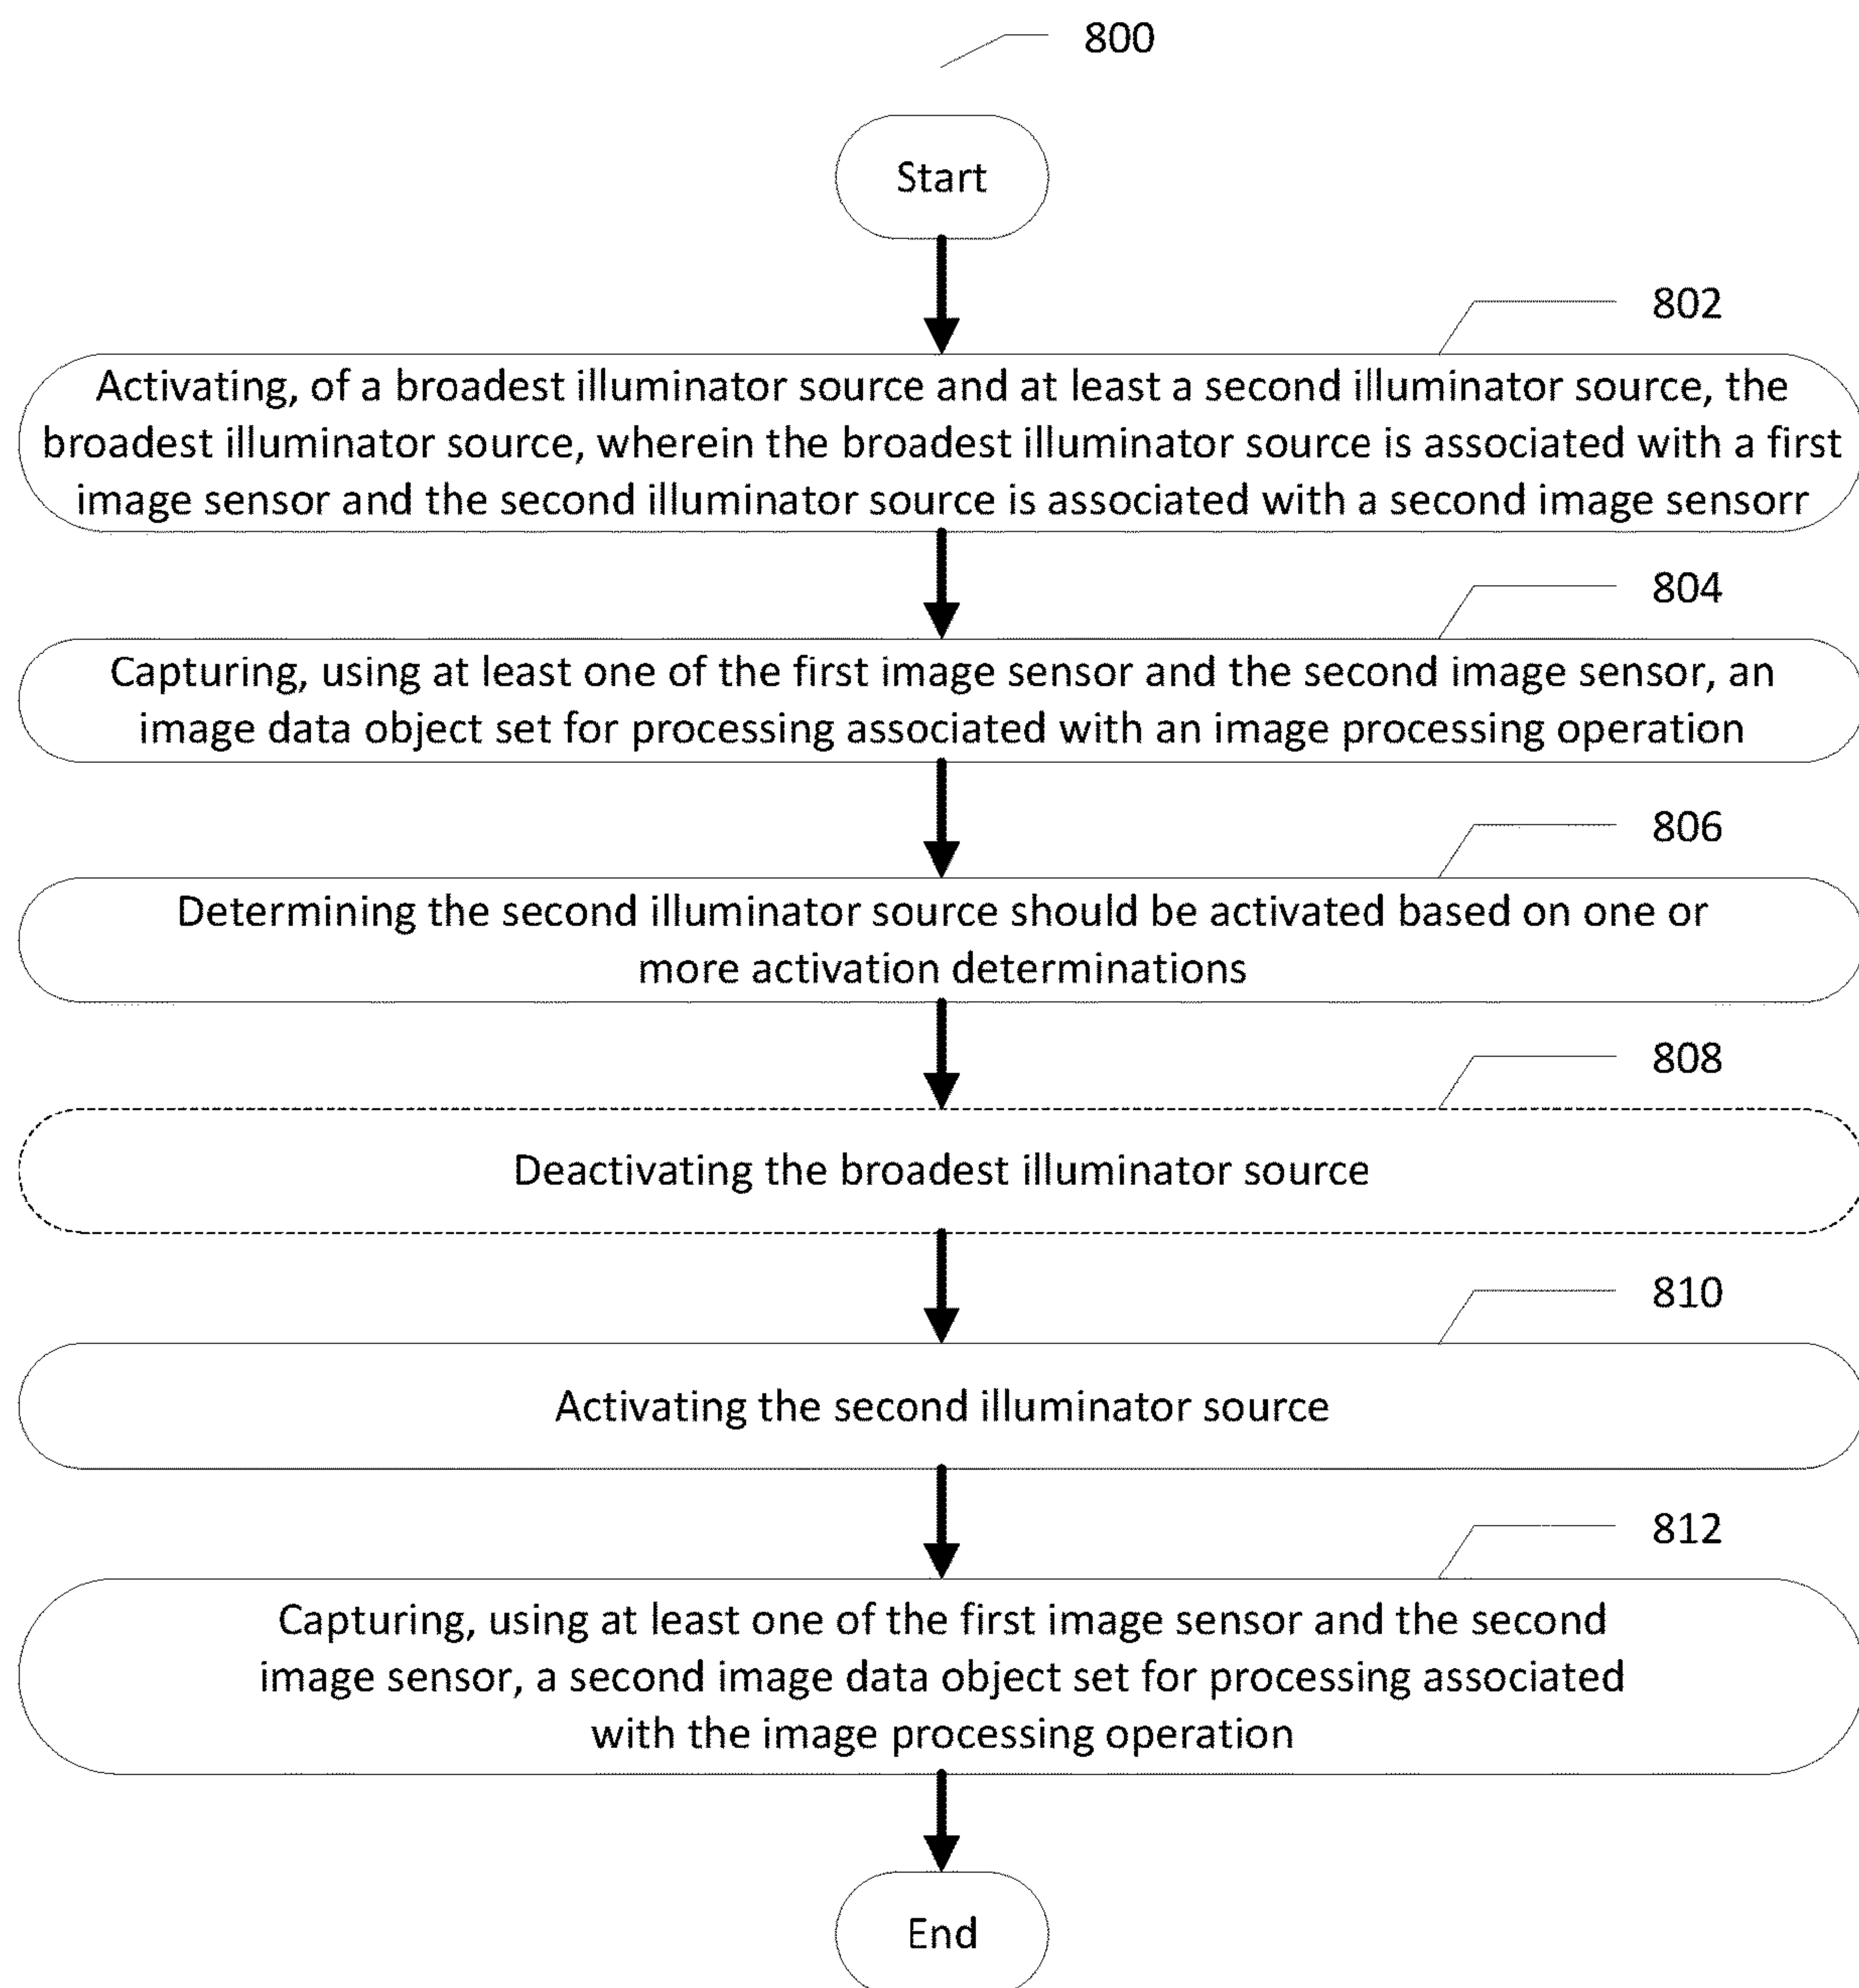 800
Start
802
Activating, of a broadest illuminator source and at least a second illuminator source, the
broadest illuminator source, wherein the broadest illuminator source is associated with a first
image sensor and the second illuminator source is associated with a second image sensorr
804
Capturing, using at least one of the first image sensor and the second image sensor, an
image data object set for processing associated with an image processing operation
806
Determining the second illuminator source should be activated based on one or
more activation determinations
808
Deactivating the broadest illuminator source
810
Activating the second illuminator source
812
Capturing, using at least one of the first image sensor and the second
image sensor, a second image data object set for processing associated
with the image processing operation
End